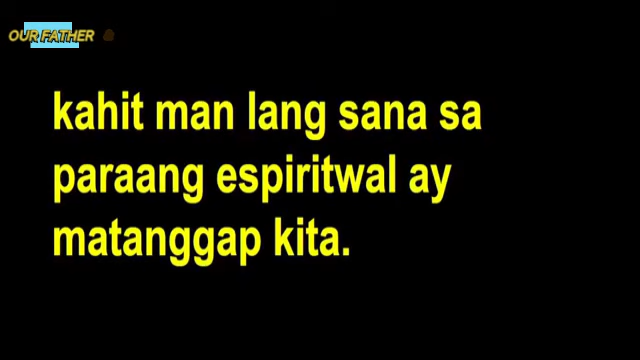 OUR FATHER
kahit man lang sana sa
paraang espiritwal ay
matanggap kita.